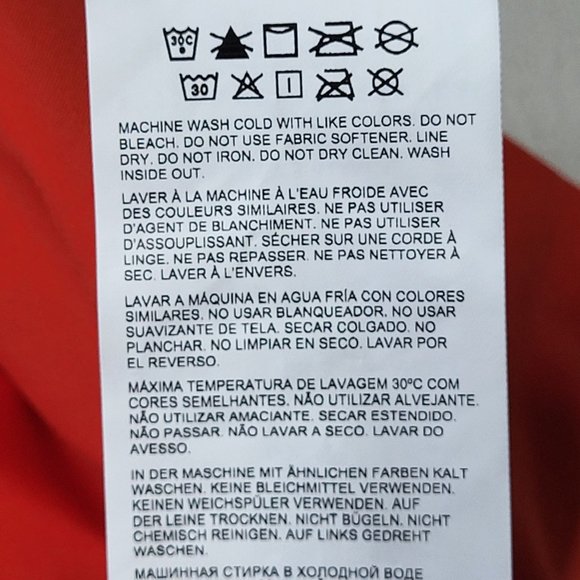 30C
30
MACHINE WASH COLD WITH LIKE COLORS. DO NOT
BLEACH. DO NOT USE FABRIC SOFTENER. LINE
DRY. DO NOT IRON. DO NOT DRY CLEAN. WASH
INSIDE OUT.
LAVER À LA MACHINE À L'EAU FROIDE AVEC
DES COULEURS SIMILAIRES. NE PAS UTILISER
D'AGENT DE BLANCHIMENT. NE PAS UTILISER
D'ASSOUPLISSANT. SÉCHER SUR UNE CORDE À
LINGE. NE PAS REPASSER. NE PAS NETTOYER À
SEC. LAVER À L'ENVERS.
LAVAR A MÁQUINA EN AGUA FRÍA CON COLORES
SIMILARES. NO USAR BLANQUEADOR. NO USAR
SUAVIZANTE DE TELA. SECAR COLGADO. NO
PLANCHAR. NO LIMPIAR EN SECO. LAVAR POR
EL REVERSO.
MÁXIMA TEMPERATURA DE LAVAGEM 30ºC COM
CORES SEMELHANTES. NÃO UTILIZAR ALVEJANTE.
NÃO UTILIZAR AMACIANTE. SECAR ESTENDIDO.
NÃO PASSAR. NÃO LAVAR A SECO. LAVAR DO
AVESSO.
IN DER MASCHINE MIT ÄHNLICHEN FARBEN KALT
WASCHEN. KEINE BLEICHMITTEL VERWENDEN.
KEINEN WEICHSPÜLER VERWENDEN. AUF
DER LEINE TROCKNEN. NICHT BÜGELN. NICHT
CHEMISCH REINIGEN. AUF LINKS GEDREHT
WASCHEN.
МАШИННАЯ СТИРКА В ХОЛОДНОЙ ВОДЕ